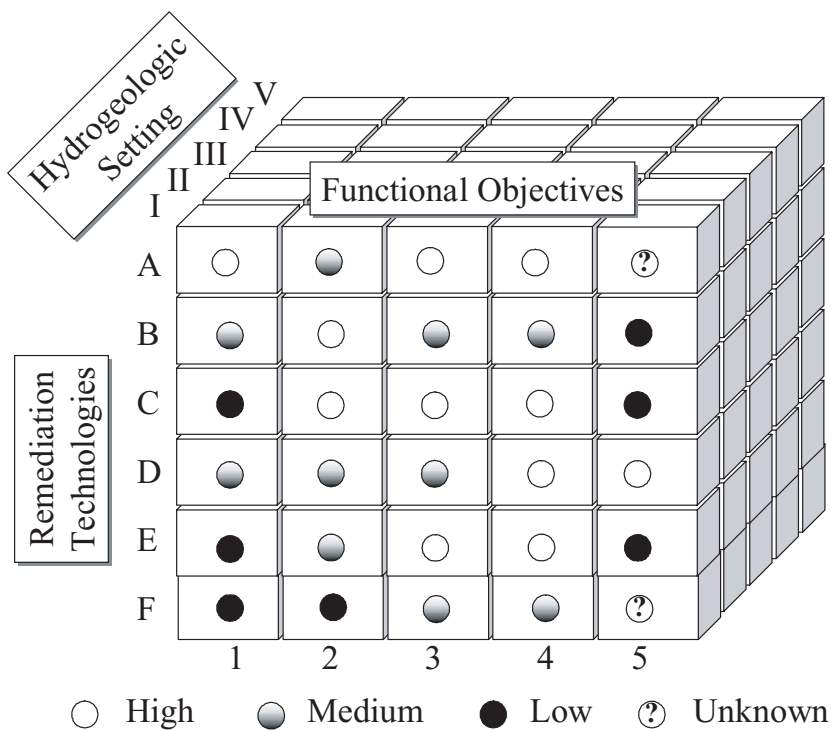 Hydrogeologic
Setting
V
IV
III
II
I
Functional Objectives
Remediation
Technologies
A
?
B
C
D
E
F
?
1 2 3 4 5
High Medium Low ? Unknown